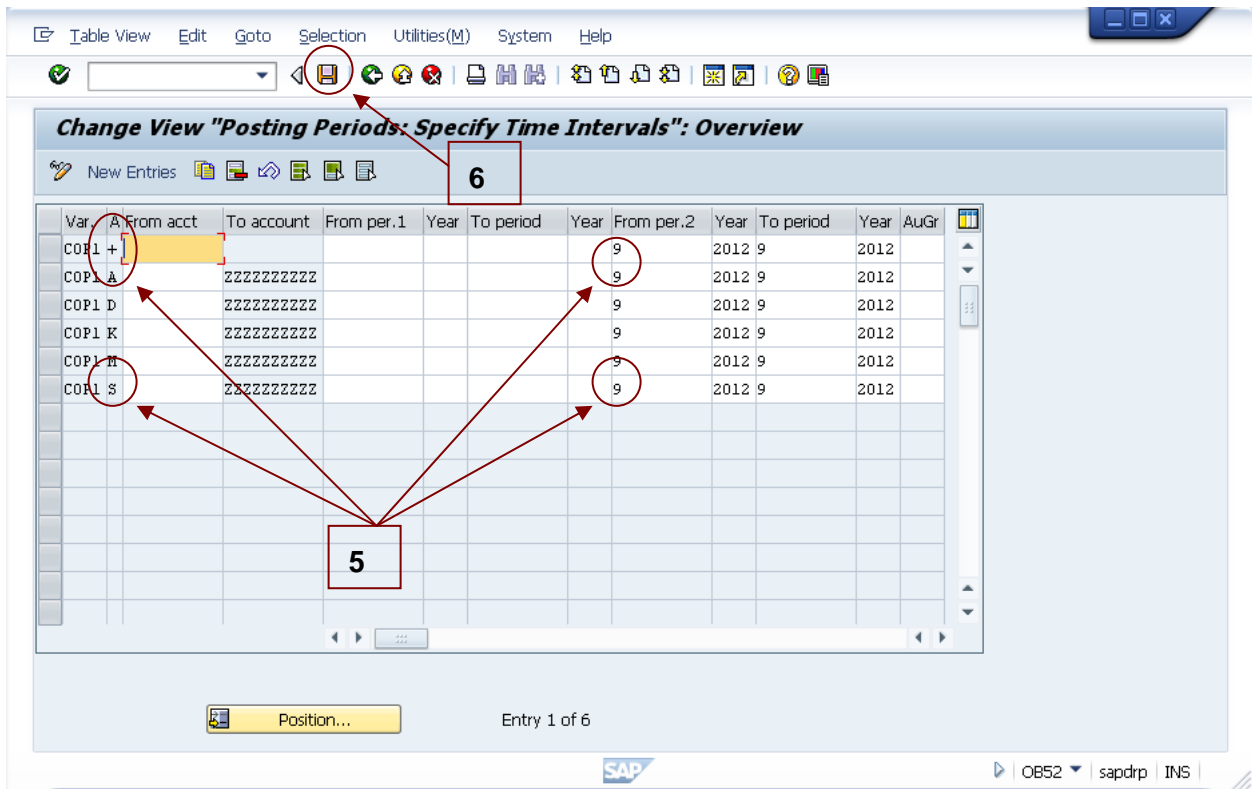 Table View Edit Goto Selection Utilities(M) System Help
Change View "Posting Periods: Specify Time Intervals": Overview
New Entries
6
Var. A From acct To account From per.1 Year To period Year From per.2 Year To period Year AuGr
COP1 + 9 2012 9 2012
COP1 A ZZZZZZZZZZ 9 2012 9 2012
COP1 D ZZZZZZZZZZ 9 2012 9 2012
COP1 K ZZZZZZZZZZ 9 2012 9 2012
COP1 M ZZZZZZZZZZ 9 2012 9 2012
COP1 S ZZZZZZZZZZ 9 2012 9 2012
5
Position... Entry 1 of 6
SAP OB52 sapdrp INS